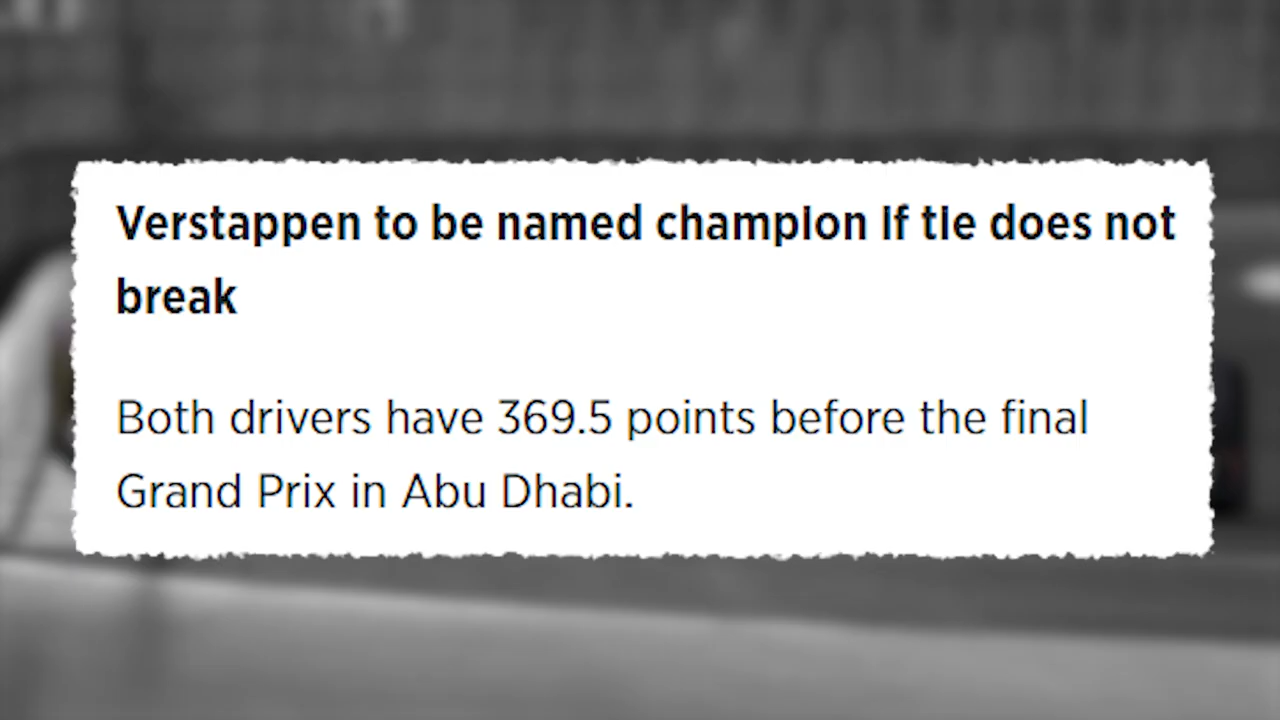 Verstappen to be named champion if tie does not
break
Both drivers have 369.5 points before the final
Grand Prix in Abu Dhabi.